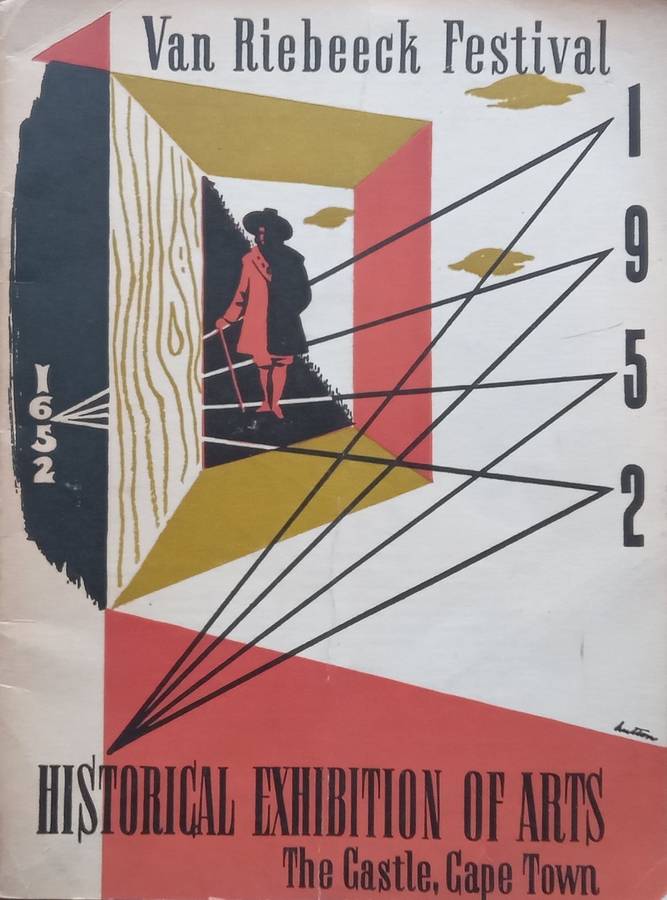 Van Riebeeck Festival
1952
1652
HISTORICAL EXHIBITION OF ARTS
The Castle, Cape Town